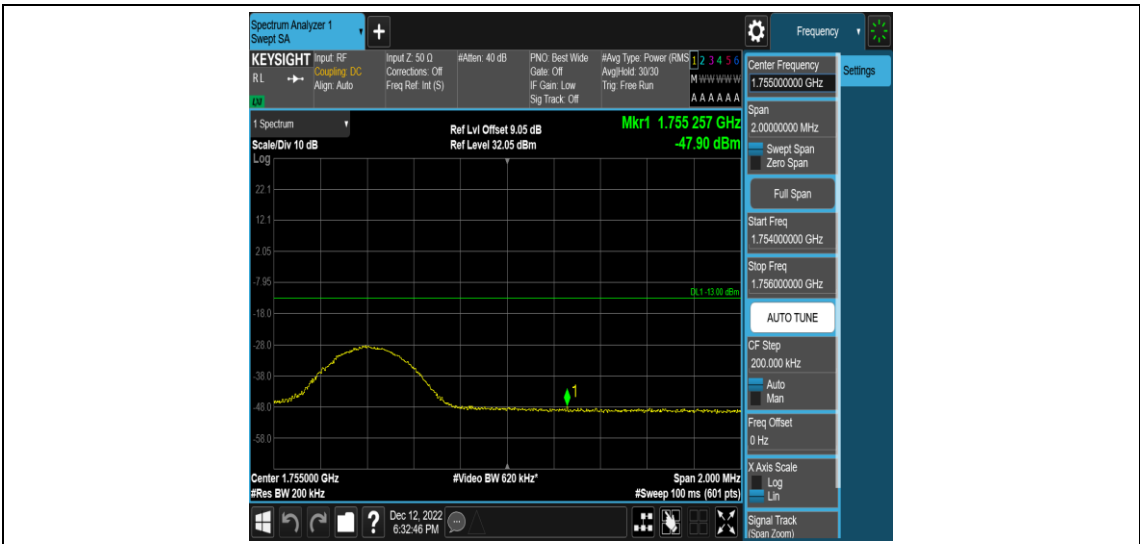 Spectrum Analyzer 1
Swept SA
+
Frequency
KEYSIGHT
RL
LXI
Input: RF
Coupling: DC
Align: Auto
Input Z: 50 Ω
Corrections: Off
Freq Ref: Int (S)
#Atten: 40 dB
PNO: Best Wide
Gate: Off
IF Gain: Low
Sig Track: Off
#Avg Type: Power (RMS
Avg|Hold: 30/30
Trig: Free Run
1 2 3 4 5 6
M W W W W W
A A A A A A
Center Frequency
1.755000000 GHz
Settings
Span
2.00000000 MHz
Swept Span
Zero Span
Full Span
Start Freq
1.754000000 GHz
Stop Freq
1.756000000 GHz
AUTO TUNE
CF Step
200.000 kHz
Auto
Man
Freq Offset
0 Hz
X Axis Scale
Log
Lin
Signal Track
(Span Zoom)
1 Spectrum
Scale/Div 10 dB
Log
Ref Lvl Offset 9.05 dB
Ref Level 32.05 dBm
Mkr1 1.755 257 GHz
-47.90 dBm
22.1
12.1
2.05
-7.95
DL1 -13.00 dBm
-18.0
-28.0
-38.0
1
-48.0
-58.0
Center 1.755000 GHz
#Video BW 620 kHz*
Span 2.000 MHz
#Res BW 200 kHz
#Sweep 100 ms (601 pts)
?
Dec 12, 2022
6:32:46 PM